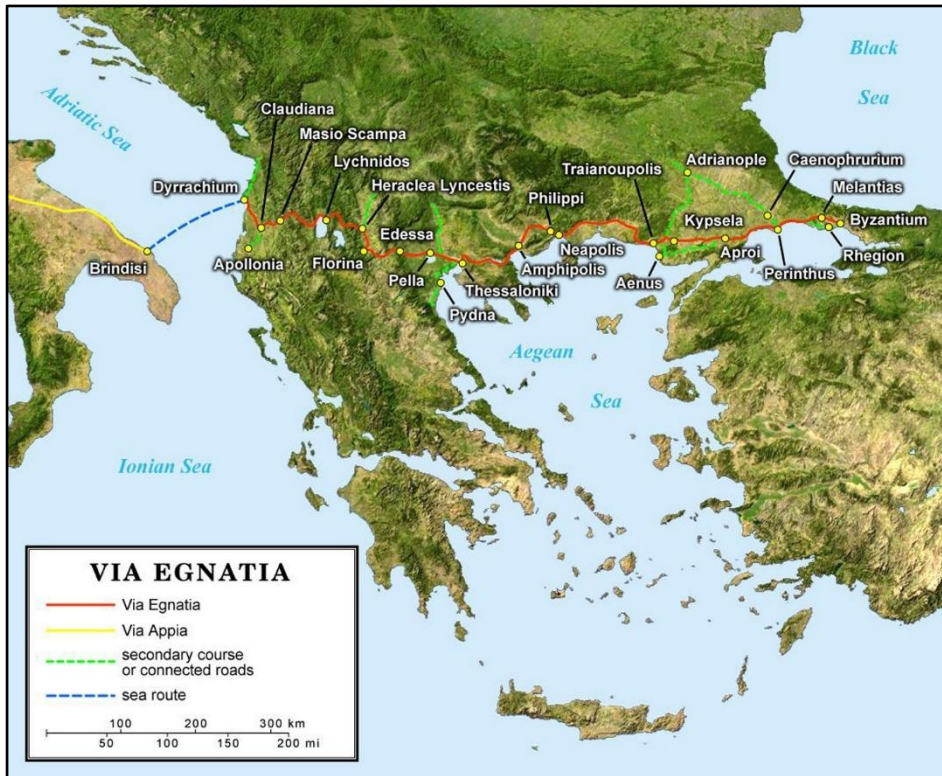 Black
Sea
Adriatic Sea
Claudiana
Masio Scampa
Lychnidos
Heraclea Lyncestis
Dyrrachium
Traianoupolis
Adrianople
Caenophrurium
Melantias
Byzantium
Philippi
Kypsela
Edessa
Brindisi
Apollonia
Florina
Pella
Thessaloniki
Amphipolis
Neapolis
Aenus
Aproi
Perinthus
Rhegion
Pydna
Aegean
Sea
Ionian Sea
VIA EGNATIA
Via Egnatia
Via Appia
secondary course
or connected roads
sea route
100 200 300 km
50 100 150 200 mi